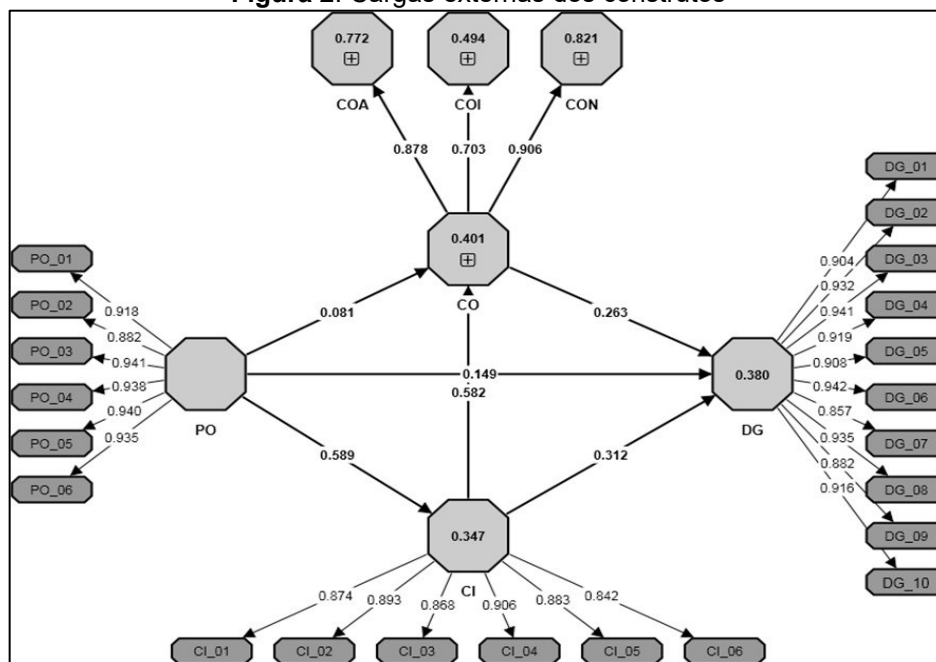 Figura 2. Cargas externas dos construtos
0.772
0.494
0.821
COA
COI
CON
0.878
0.703
0.906
DG_01
DG_02
0.401
CO
PO_01
PO_02
PO_03
PO_04
PO_05
PO_06
0.918
0.882
0.941
0.938
0.940
0.935
PO
0.081
0.263
0.149
0.582
0.589
0.312
0.380
DG
0.904
0.932
0.941
0.919
0.908
0.942
0.857
0.935
0.882
0.916
DG_03
DG_04
DG_05
DG_06
DG_07
DG_08
DG_09
DG_10
0.347
CI
0.874
0.893
0.868
0.906
0.883
0.842
CI_01
CI_02
CI_03
CI_04
CI_05
CI_06